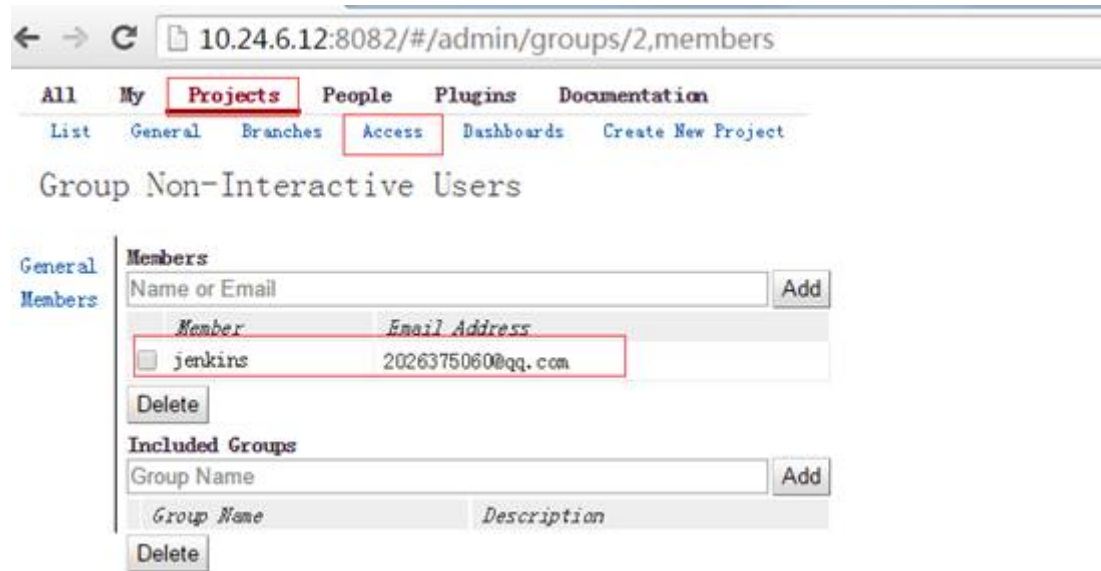 10.24.6.12:8082/#/admin/groups/2,members
All My Projects People Plugins Documentation
List General Branches Access Dashboards Create New Project
Group Non-Interactive Users
General
Members
Members
Name or Email Add
Member Email Address
jenkins 2026375060@qq.com
Delete
Included Groups
Group Name Add
Group Name Description
Delete